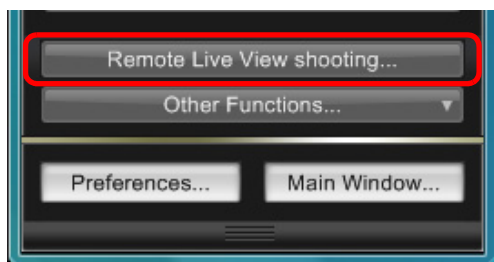 Remote Live View shooting...
Other Functions...
Preferences...
Main Window...